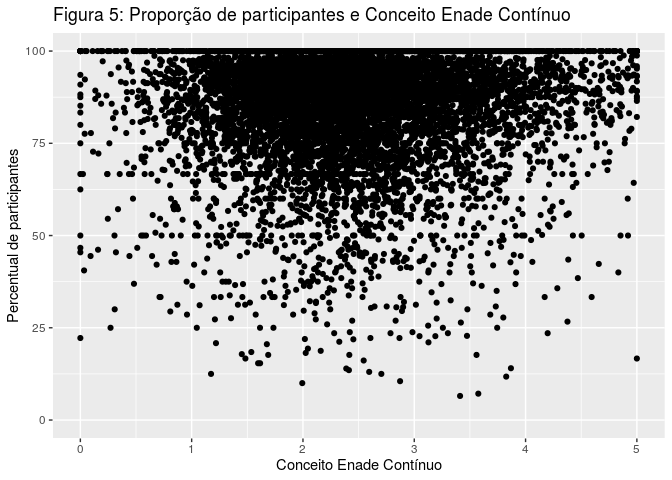 Figura 5: Proporção de participantes e Conceito Enade Contínuo
100
75
50
25
0
Percentual de participantes
0 1 2 3 4 5
Conceito Enade Contínuo